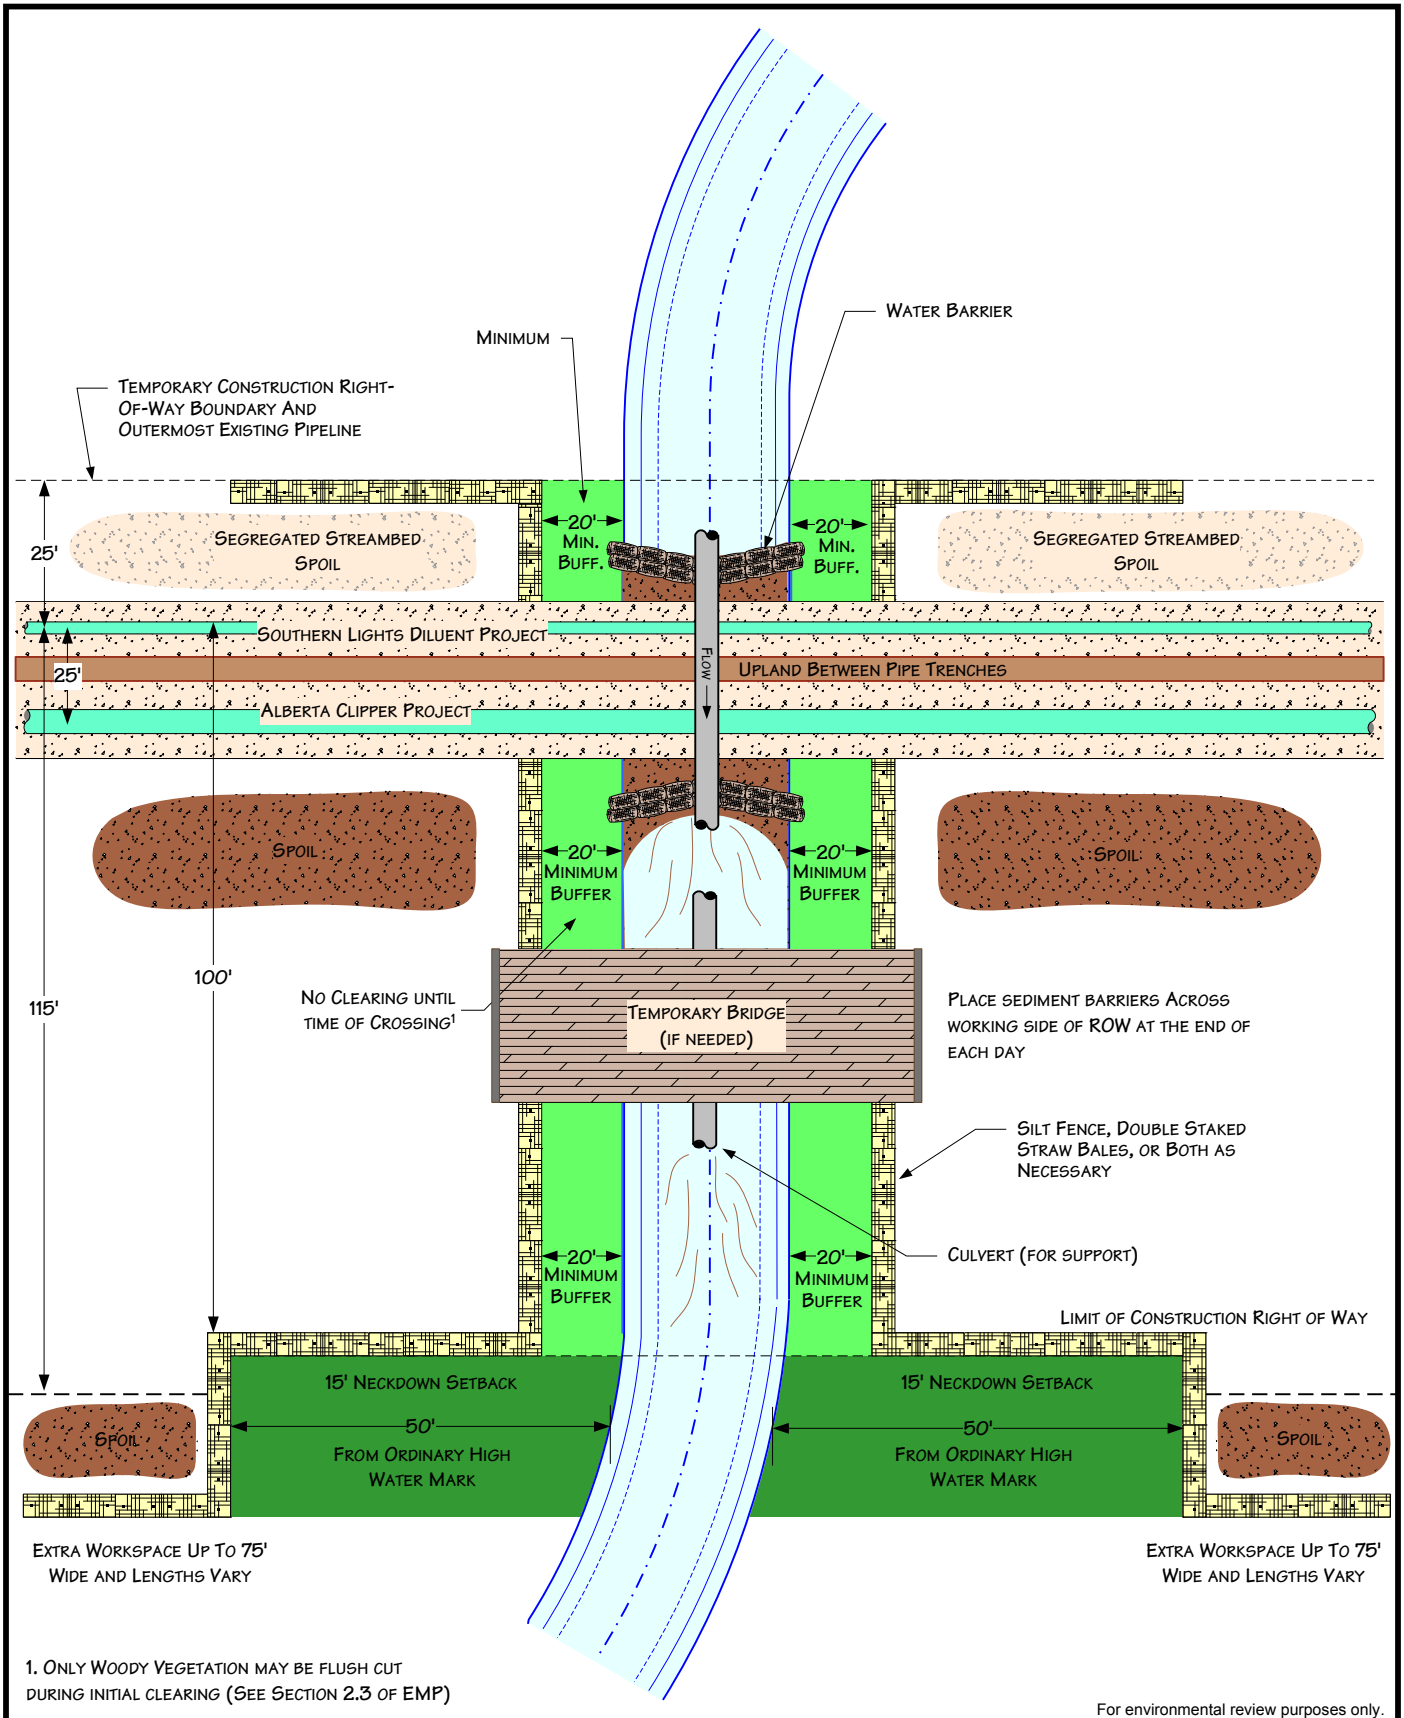 WATER BARRIER
MINIMUM
TEMPORARY CONSTRUCTION RIGHT-
OF-WAY BOUNDARY AND
OUTERMOST EXISTING PIPELINE
20'
MIN.
BUFF.
20'
MIN.
BUFF.
SEGREGATED STREAMBED
SPOIL
SEGREGATED STREAMBED
SPOIL
25'
SOUTHERN LIGHTS DILUENT PROJECT
FLOW
25'
UPLAND BETWEEN PIPE TRENCHES
ALBERTA CLIPPER PROJECT
SPOIL
20'
MINIMUM
BUFFER
20'
MINIMUM
BUFFER
SPOIL
100'
115'
NO CLEARING UNTIL
TIME OF CROSSING1
TEMPORARY BRIDGE
(IF NEEDED)
PLACE SEDIMENT BARRIERS ACROSS
WORKING SIDE OF ROW AT THE END OF
EACH DAY
SILT FENCE, DOUBLE STAKED
STRAW BALES, OR BOTH AS
NECESSARY
CULVERT (FOR SUPPORT)
20'
MINIMUM
BUFFER
20'
MINIMUM
BUFFER
LIMIT OF CONSTRUCTION RIGHT OF WAY
15' NECKDOWN SETBACK
50'
FROM ORDINARY HIGH
WATER MARK
15' NECKDOWN SETBACK
50'
FROM ORDINARY HIGH
WATER MARK
SPOIL
SPOIL
EXTRA WORKSPACE UP TO 75'
WIDE AND LENGTHS VARY
EXTRA WORKSPACE UP TO 75'
WIDE AND LENGTHS VARY
1. ONLY WOODY VEGETATION MAY BE FLUSH CUT
DURING INITIAL CLEARING (SEE SECTION 2.3 OF EMP)
For environmental review purposes only.